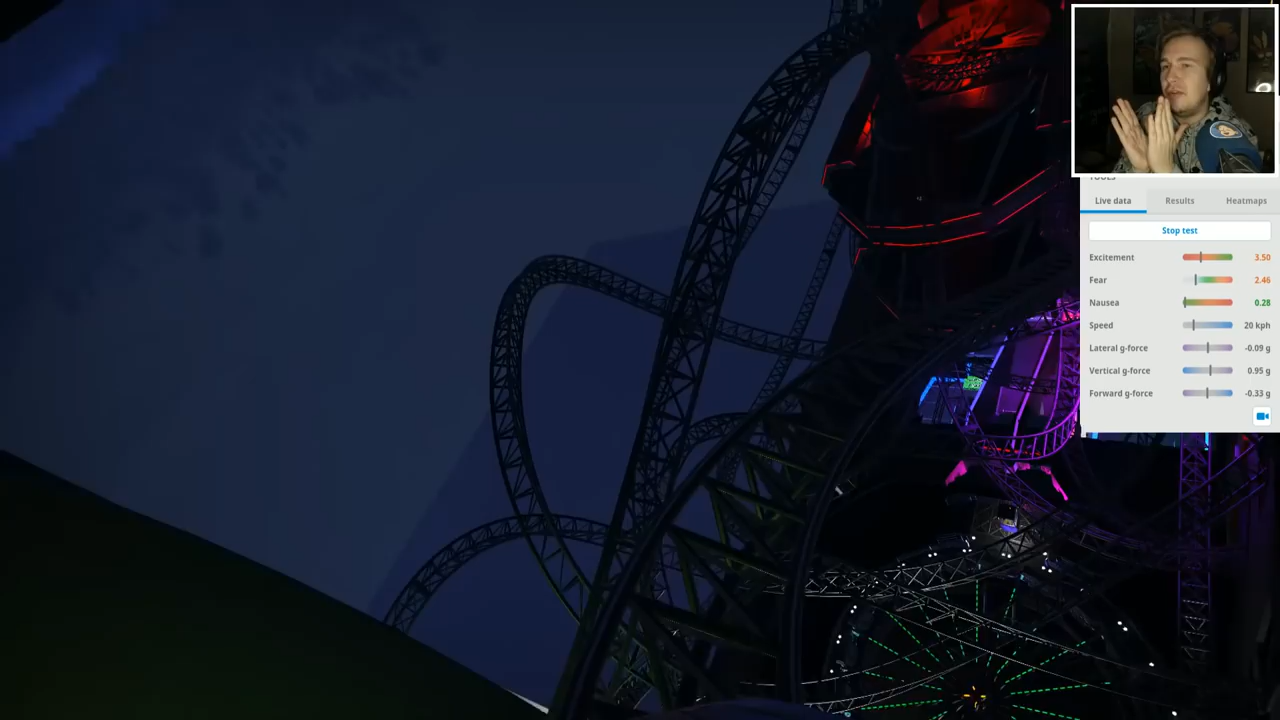 TOOLS
Live data Results Heatmaps
Stop test
Excitement 3.50
Fear 2.46
Nausea 0.28
Speed 20 kph
Lateral g-force -0.09 g
Vertical g-force 0.95 g
Forward g-force -0.33 g